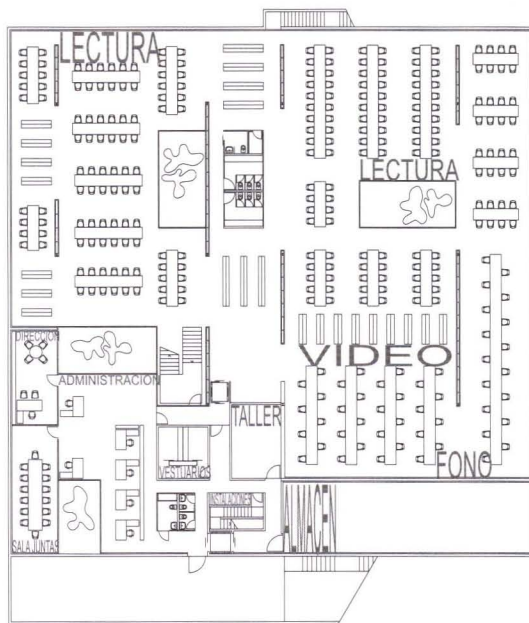 LECTURA
LECTURA
DIRECCION
VIDEO
ADMINISTRACION
TALLER
VESTUARIOS
FONO
INSTALACIONES
ALMACEN
SALA JUNTAS